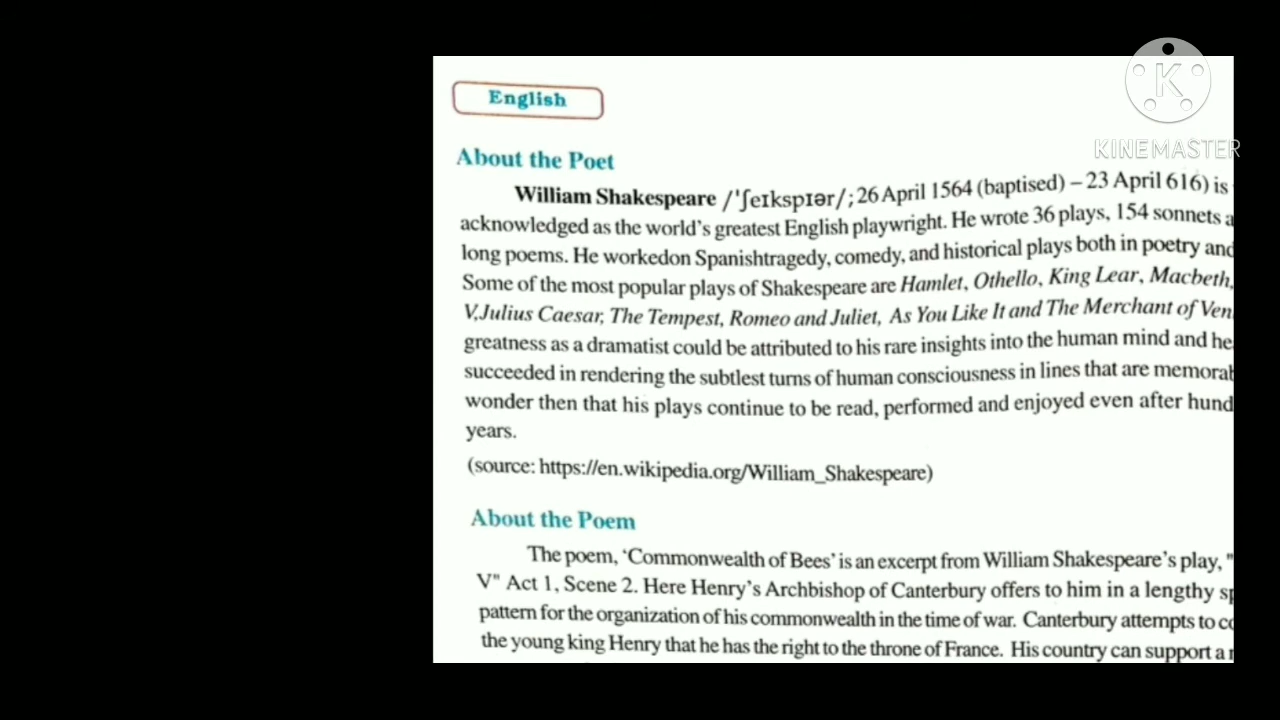 English
About the Poet
William Shakespeare /ˈʃeɪkspɪər/; 26 April 1564 (baptised) – 23 April 616) is
acknowledged as the world's greatest English playwright. He wrote 36 plays, 154 sonnets a
long poems. He workedon Spanishtragedy, comedy, and historical plays both in poetry and
Some of the most popular plays of Shakespeare are Hamlet, Othello, King Lear, Macbeth,
V,Julius Caesar, The Tempest, Romeo and Juliet, As You Like It and The Merchant of Ven
greatness as a dramatist could be attributed to his rare insights into the human mind and he
succeeded in rendering the subtlest turns of human consciousness in lines that are memorab
wonder then that his plays continue to be read, performed and enjoyed even after hund
years.
(source: https://en.wikipedia.org/William_Shakespeare)
About the Poem
The poem, 'Commonwealth of Bees' is an excerpt from William Shakespeare's play, "
V" Act 1, Scene 2. Here Henry's Archbishop of Canterbury offers to him in a lengthy sp
pattern for the organization of his commonwealth in the time of war. Canterbury attempts to co
the young king Henry that he has the right to the throne of France. His country can support a
K
KINEMASTER